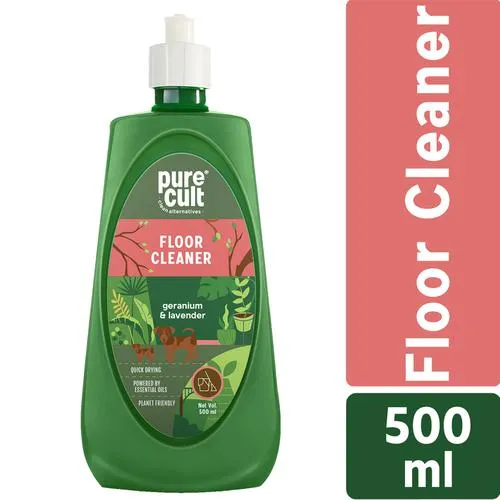 pure®
cult
clean alternatives
FLOOR
CLEANER
geranium
& lavender
QUICK DRYING
POWERED BY
ESSENTIAL OILS
PLANET FRIENDLY
Net Vol.
500 ml
Floor Cleaner
500
ml